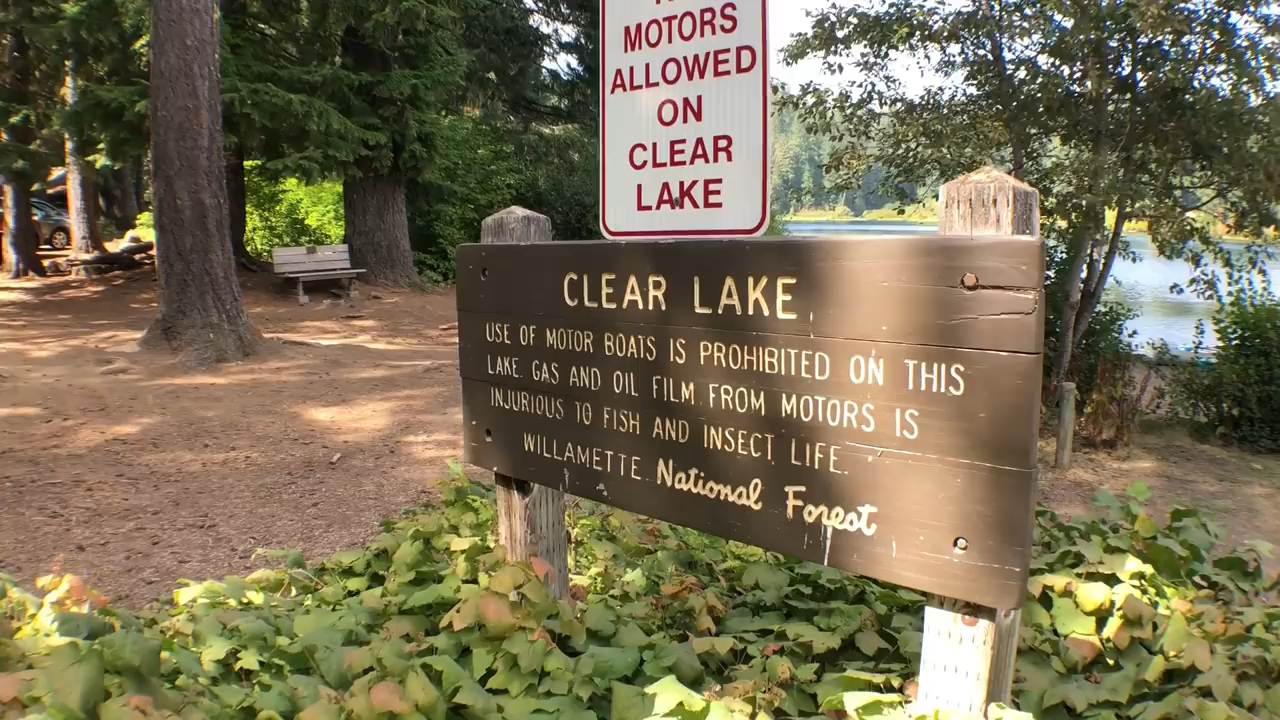 MOTORS
ALLOWED
ON
CLEAR
LAKE
CLEAR LAKE
USE OF MOTOR BOATS IS PROHIBITED ON THIS
LAKE. GAS AND OIL FILM FROM MOTORS IS
INJURIOUS TO FISH AND INSECT LIFE.
WILLAMETTE National Forest